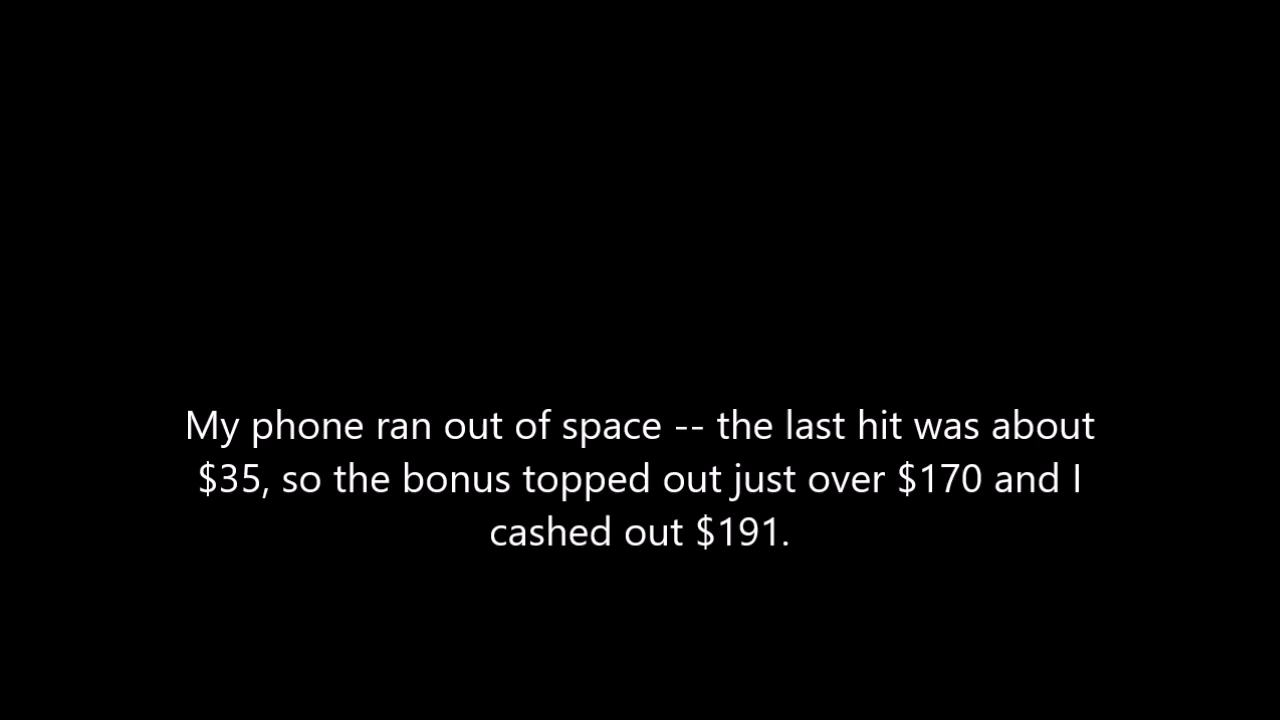 My phone ran out of space -- the last hit was about
$35, so the bonus topped out just over $170 and I
cashed out $191.